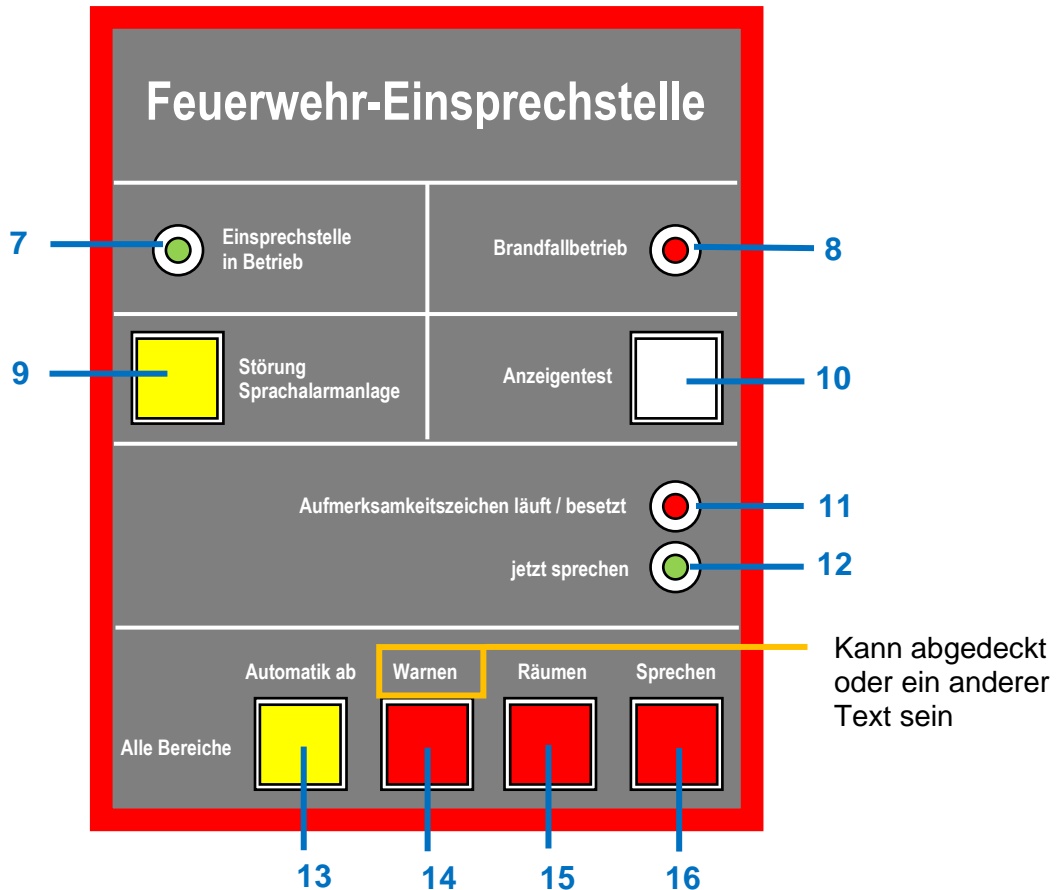 Feuerwehr-Einsprechstelle
7
Einsprechstelle
in Betrieb
Brandfallbetrieb
8
9
Störung
Sprachalarmanlage
Anzeigentest
10
Aufmerksamkeitszeichen läuft / besetzt
11
jetzt sprechen
12
Kann abgedeckt
oder ein anderer
Text sein
Automatik ab
Warnen
Räumen
Sprechen
Alle Bereiche
13
14
15
16